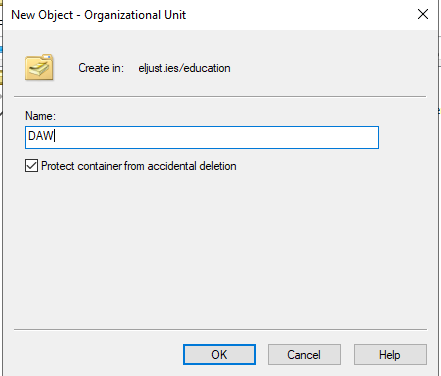 New Object - Organizational Unit
Create in: eljust.ies/education
Name:
DAW
Protect container from accidental deletion
OK Cancel Help